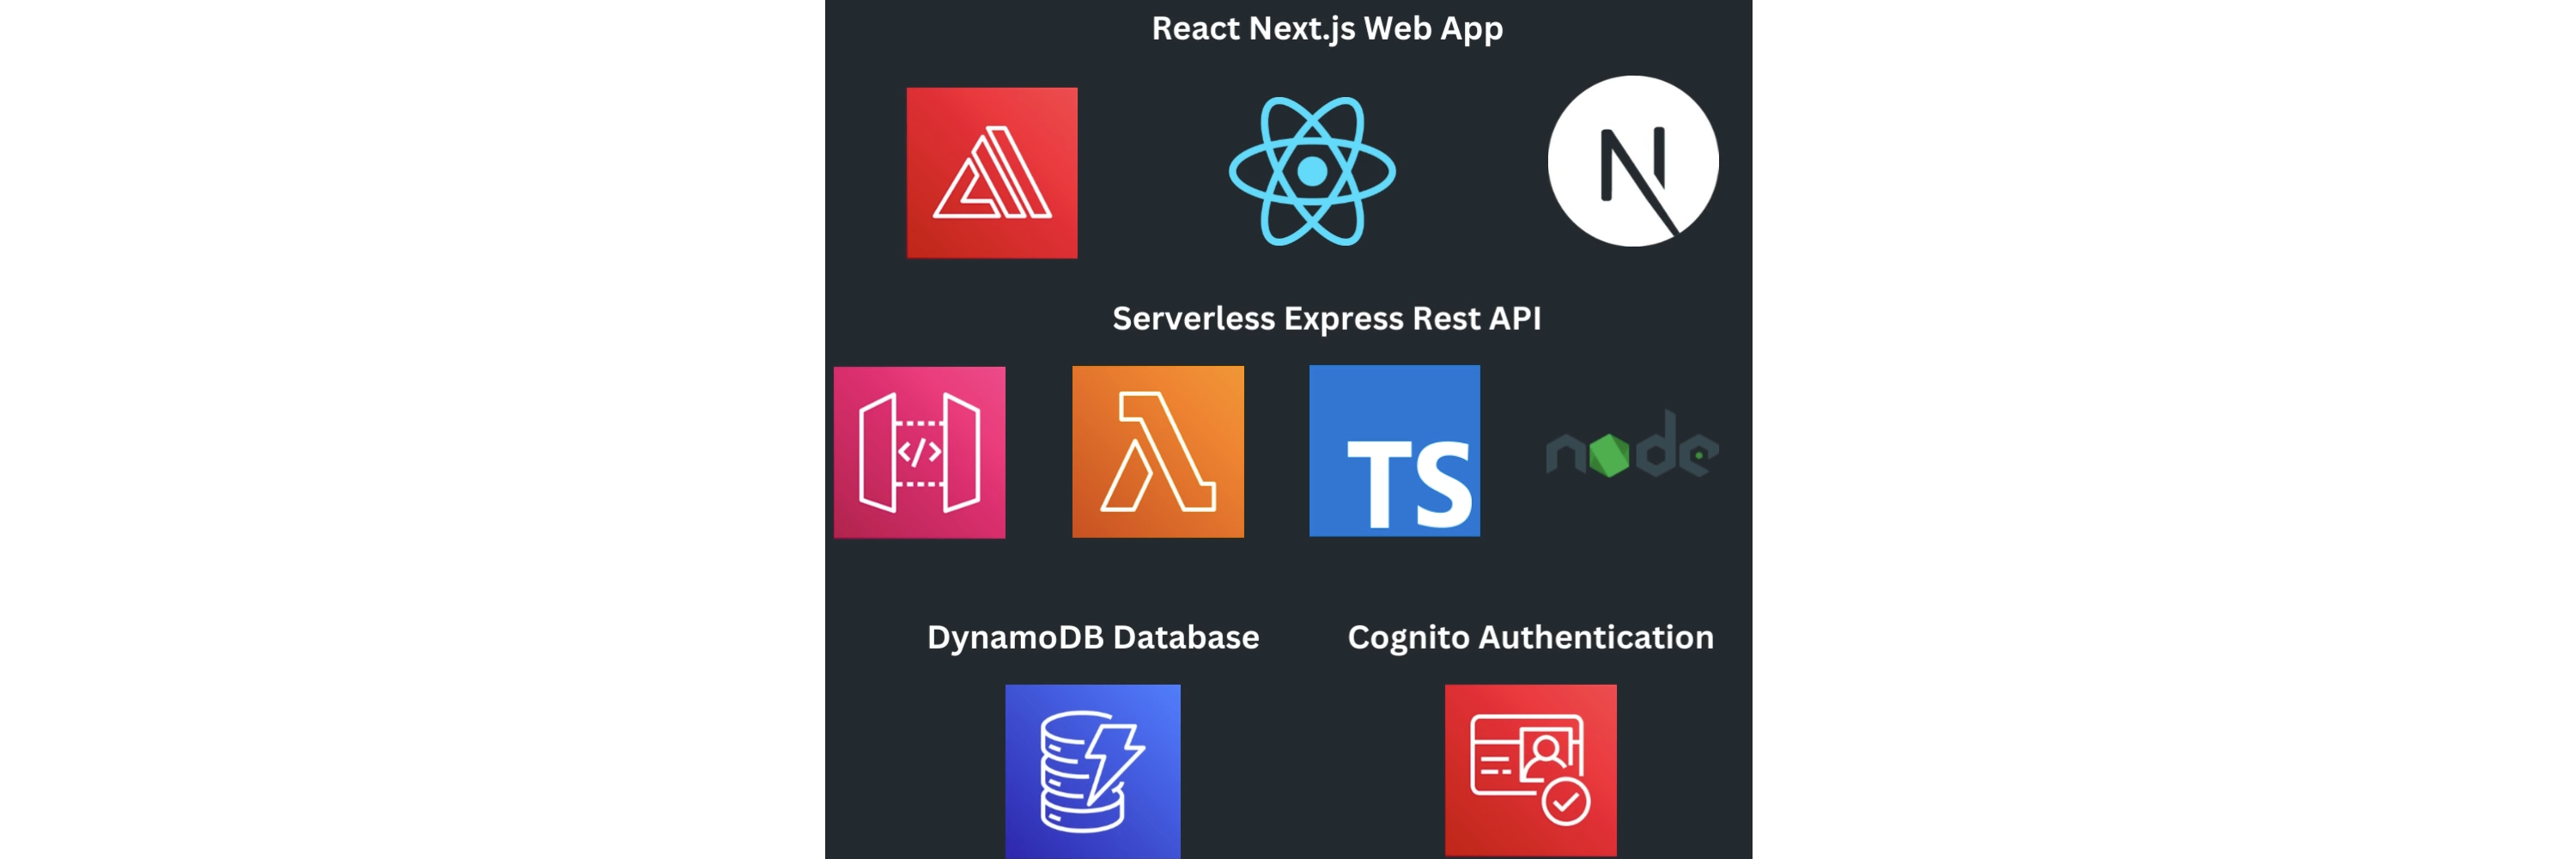 React Next.js Web App
N
Serverless Express Rest API
</>
TS
node
DynamoDB Database
Cognito Authentication